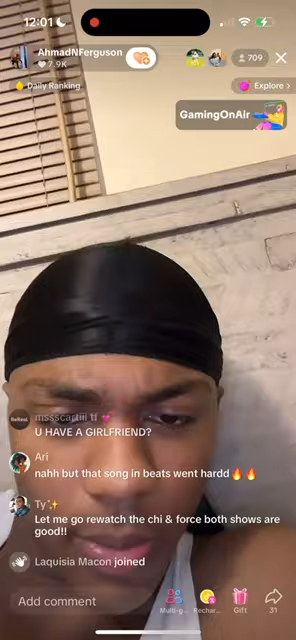 12:01
AhmadNFerguson
7.9K
709
Daily Ranking
Explore >
GamingOnAir
U HAVE A GIRLFRIEND?
Ari
nahh but that song in beats went hardd🔥🔥
Ty✨
Let me go rewatch the chi & force both shows are
good!!
Laquisia Macon joined
Add comment
Multi-g...
Rechar...
Gift
31